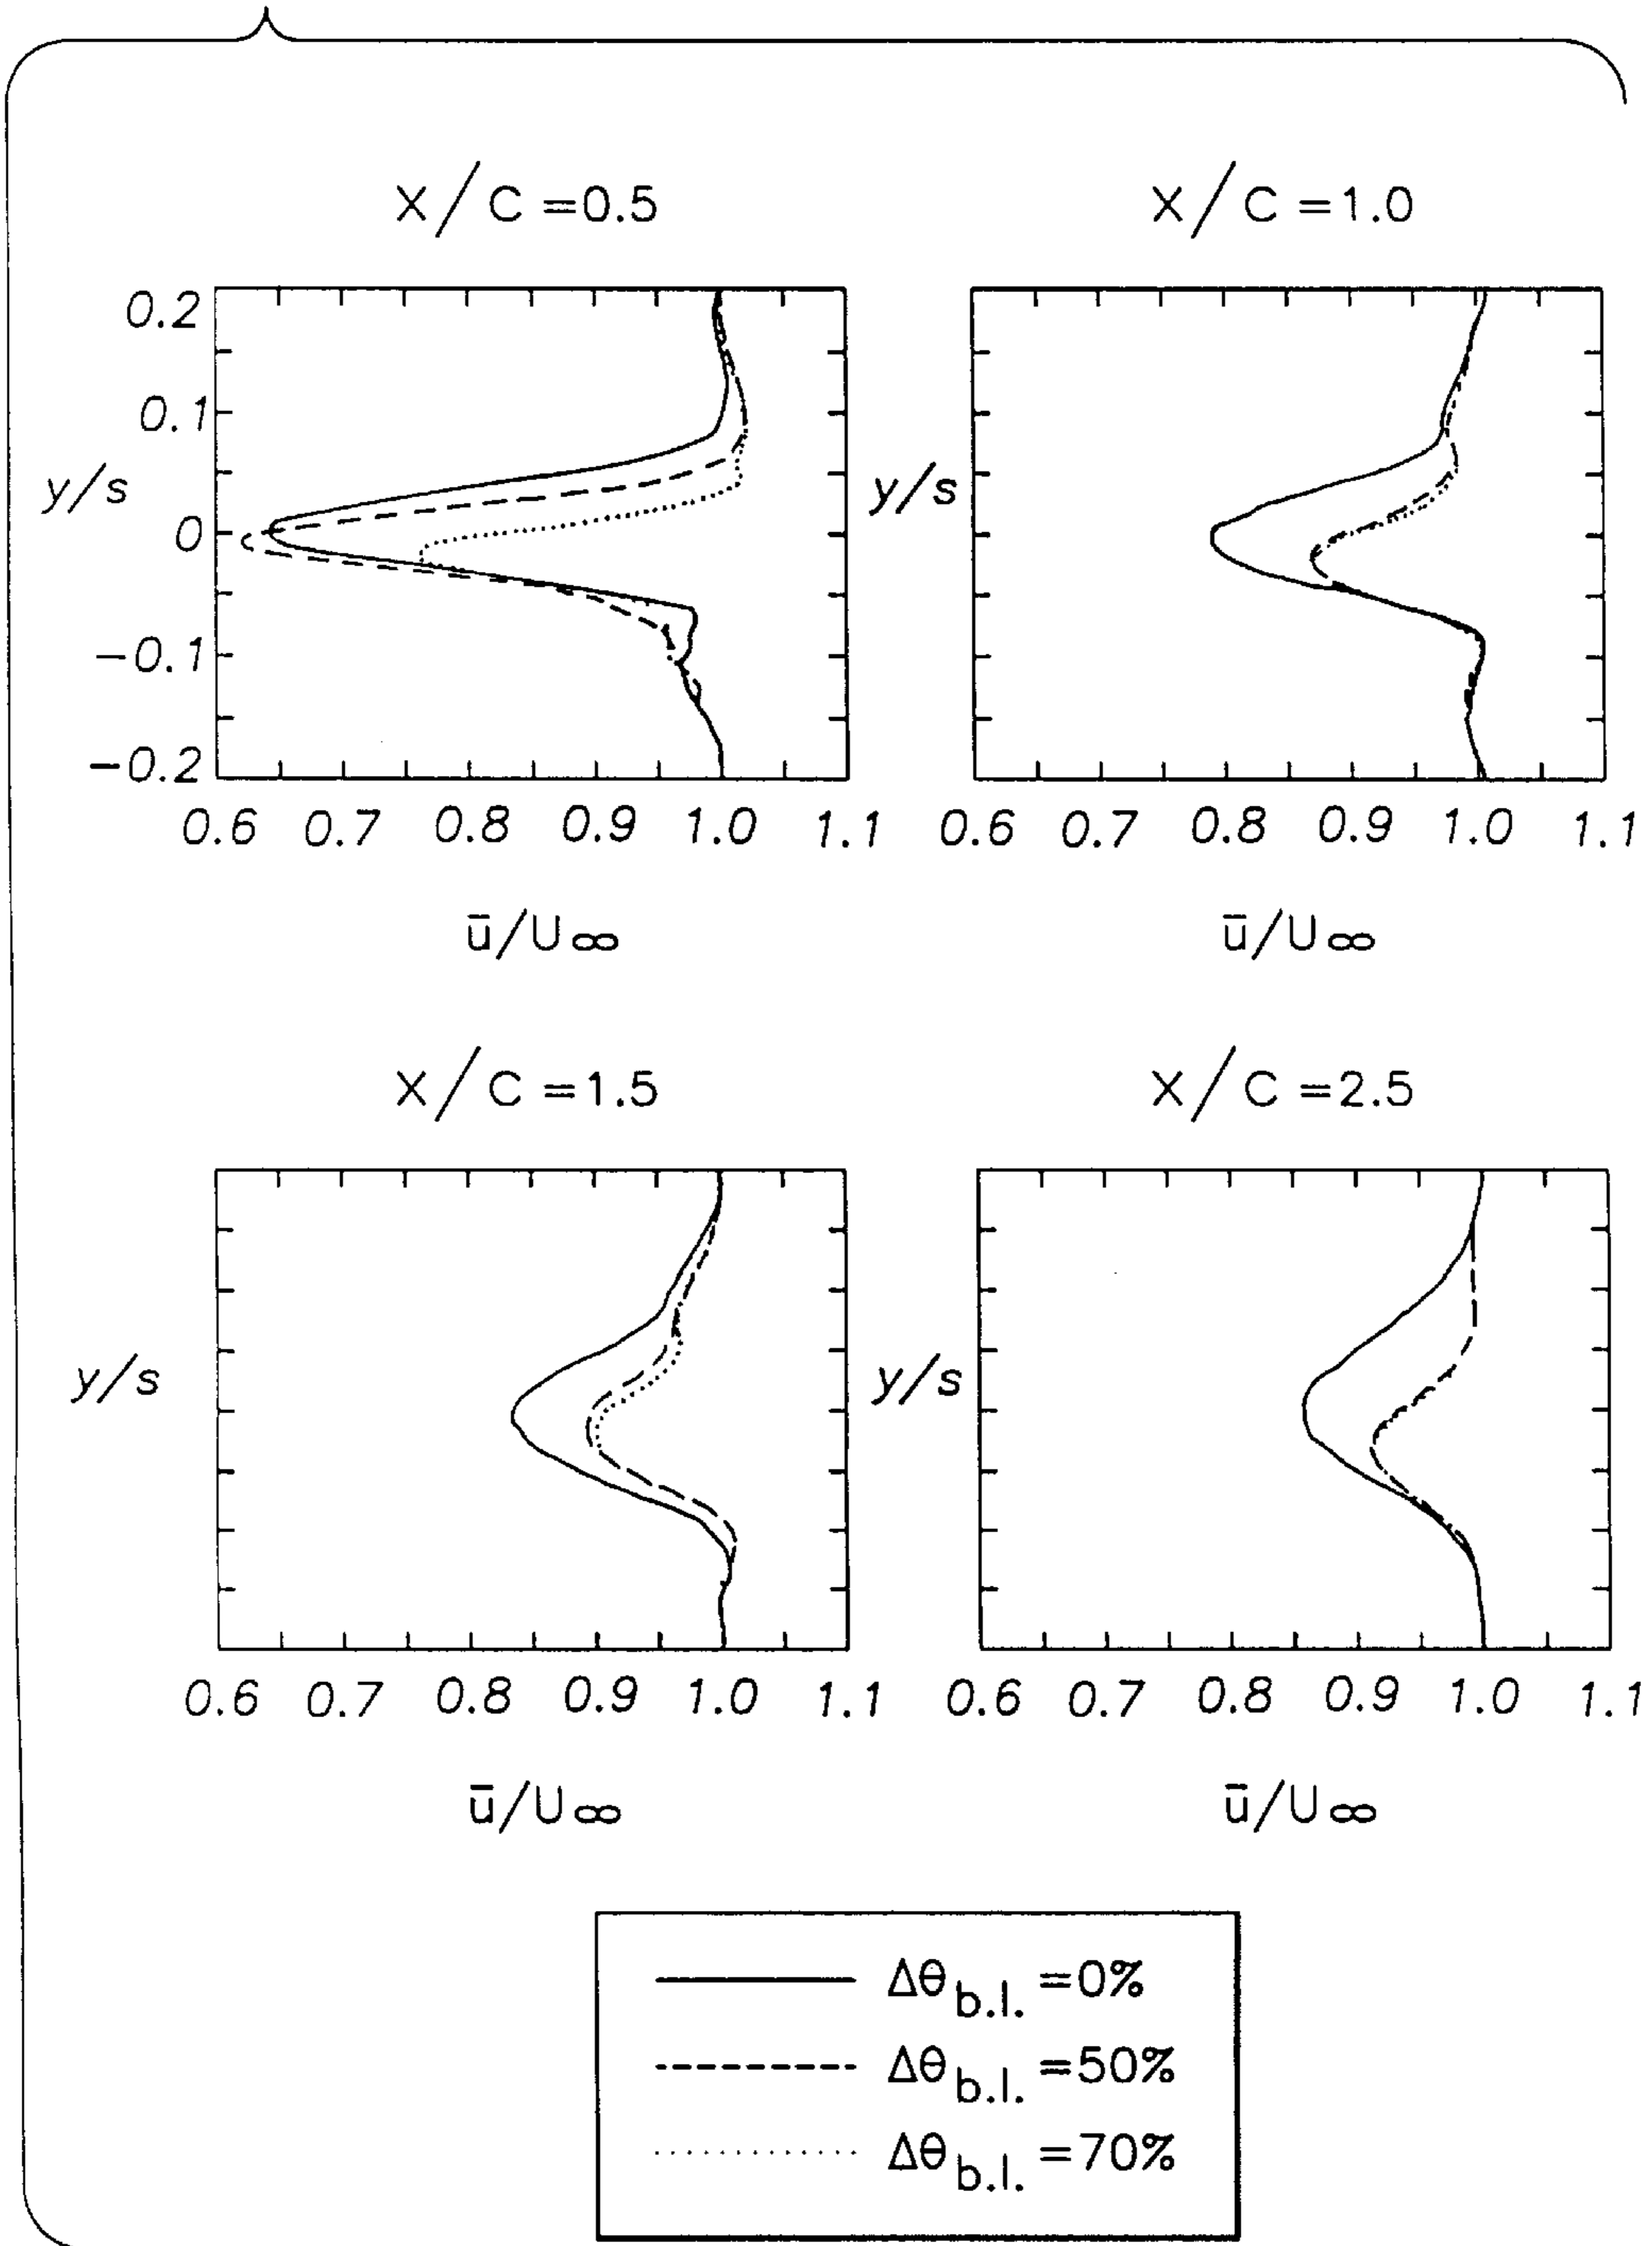 X/C=0.5
X/C=1.0
0.2
0.1
y/s
0
-0.1
-0.2
y/s
0.6 0.7 0.8 0.9 1.0 1.1
0.6 0.7 0.8 0.9 1.0 1.1
ū/U∞
ū/U∞
X/C=1.5
X/C=2.5
y/s
y/s
0.6 0.7 0.8 0.9 1.0 1.1
0.6 0.7 0.8 0.9 1.0 1.1
ū/U∞
ū/U∞
Δθb.l.=0%
Δθb.l.=50%
Δθb.l.=70%